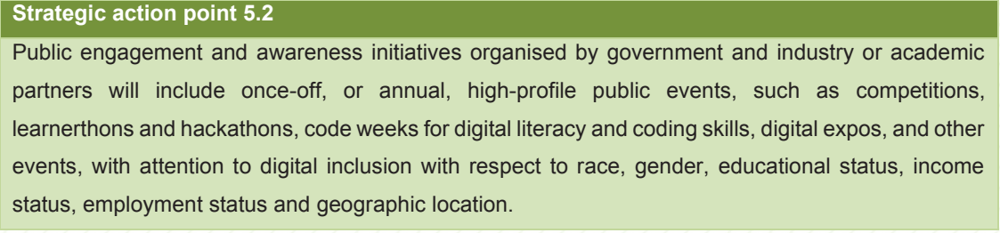 Strategic action point 5.2
Public engagement and awareness initiatives organised by government and industry or academic
partners will include once-off, or annual, high-profile public events, such as competitions,
learnerthons and hackathons, code weeks for digital literacy and coding skills, digital expos, and other
events, with attention to digital inclusion with respect to race, gender, educational status, income
status, employment status and geographic location.